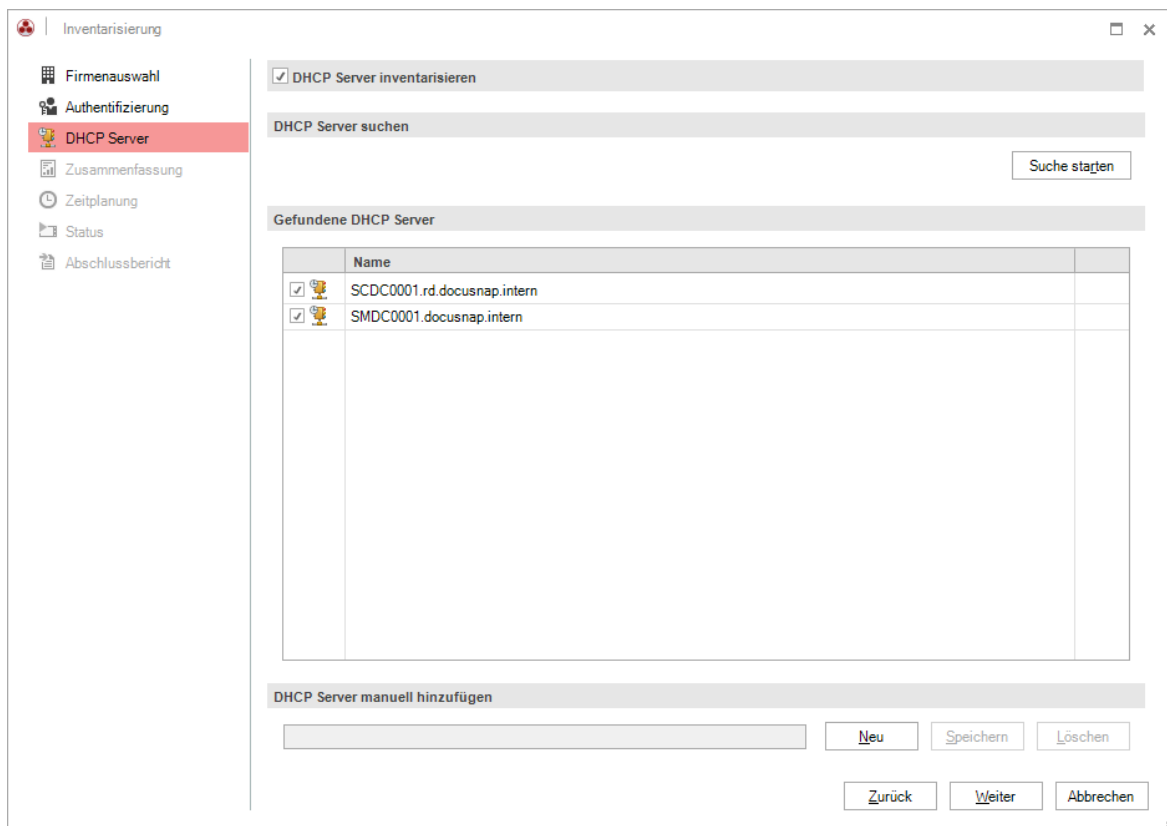 Inventarisierung
Firmenauswahl
Authentifizierung
DHCP Server
Zusammenfassung
Zeitplanung
Status
Abschlussbericht
DHCP Server inventarisieren
DHCP Server suchen
Suche starten
Gefundene DHCP Server
Name
SCDC0001.rd.docusnap.intern
SMDC0001.docusnap.intern
DHCP Server manuell hinzufügen
Neu Speichern Löschen
Zurück Weiter Abbrechen